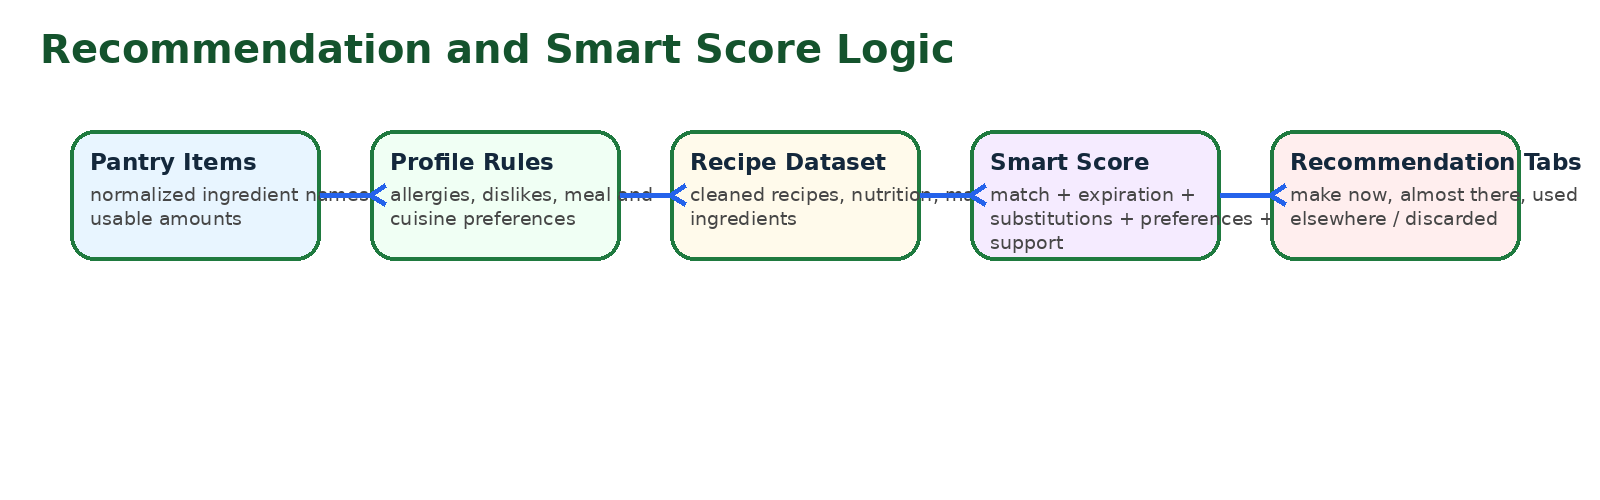 Recommendation and Smart Score Logic
Pantry Items
normalized ingredient names
usable amounts
Profile Rules
allergies, dislikes, meal and
cuisine preferences
Recipe Dataset
cleaned recipes, nutrition,
ingredients
Smart Score
match + expiration +
substitutions + preferences +
support
Recommendation Tabs
make now, almost there, used
elsewhere / discarded